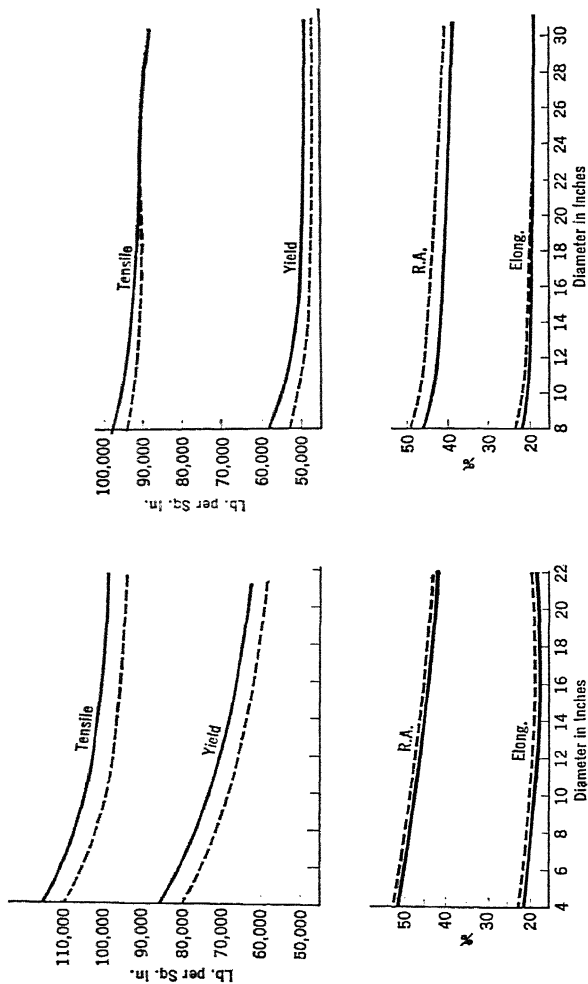 Lb. per Sq. In.
110,000
100,000
90,000
80,000
70,000
60,000
50,000
Tensile
Yield
%
50
40
30
20
R.A.
Elong.
4 6 8 10 12 14 16 18 20 22
Diameter in Inches
Lb. per Sq. In.
100,000
90,000
80,000
70,000
60,000
50,000
Tensile
Yield
%
50
40
30
20
R.A.
Elong.
8 10 12 14 16 18 20 22 24 26 28 30
Diameter in Inches